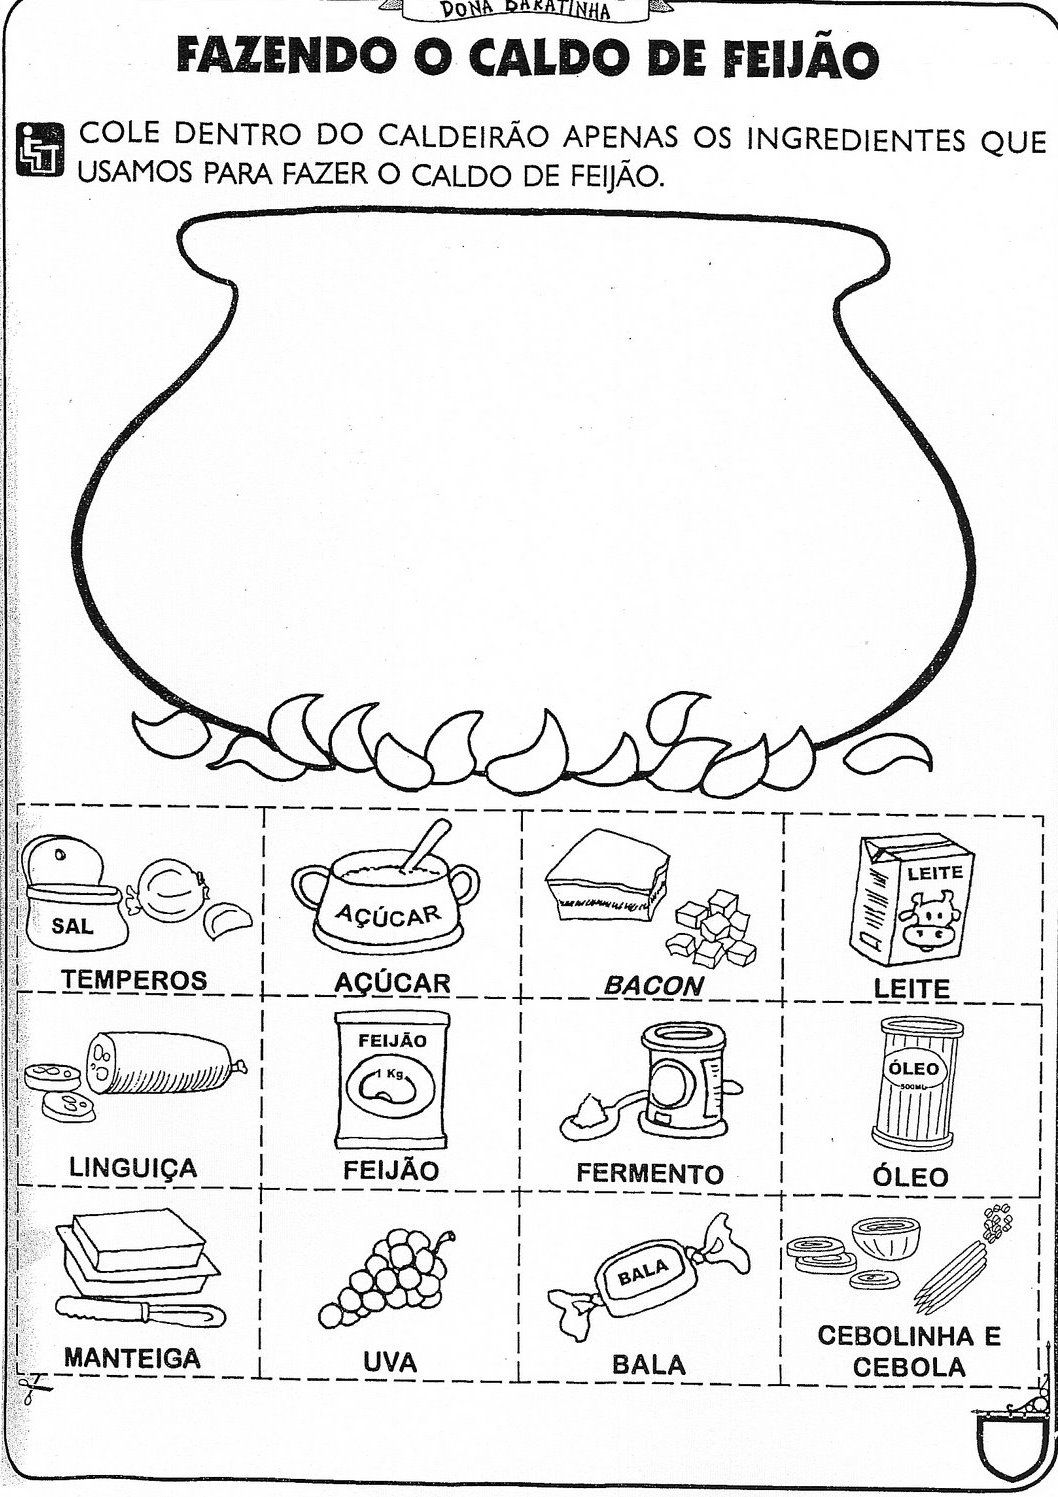 DONA BARATINHA
FAZENDO O CALDO DE FEIJÃO
COLE DENTRO DO CALDEIRÃO APENAS OS INGREDIENTES QUE
USAMOS PARA FAZER O CALDO DE FEIJÃO.
SAL
TEMPEROS
AÇÚCAR
AÇÚCAR
BACON
LEITE
LEITE
LINGUIÇA
FEIJÃO
1 Kg
FEIJÃO
FERMENTO
ÓLEO
500ML
ÓLEO
MANTEIGA
UVA
BALA
BALA
CEBOLINHA E
CEBOLA